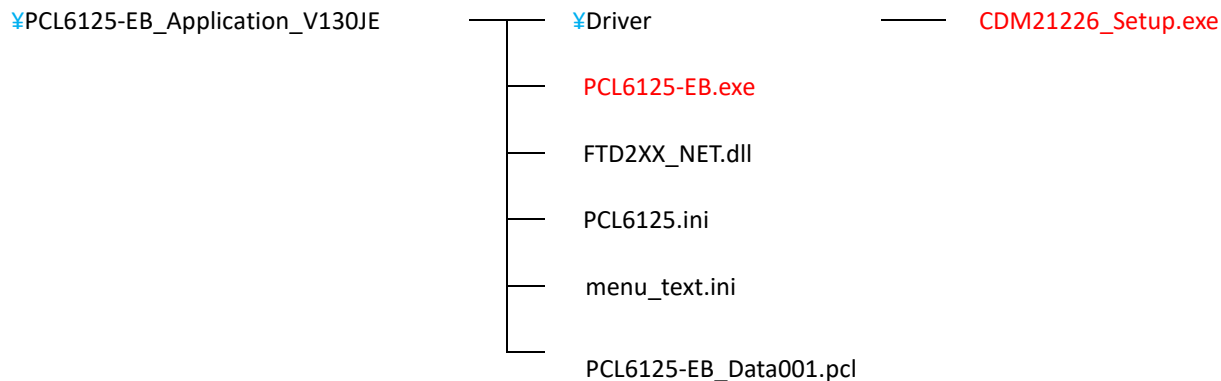 ¥PCL6125-EB_Application_V130JE ¥Driver CDM21226_Setup.exe
PCL6125-EB.exe
FTD2XX_NET.dll
PCL6125.ini
menu_text.ini
PCL6125-EB_Data001.pcl